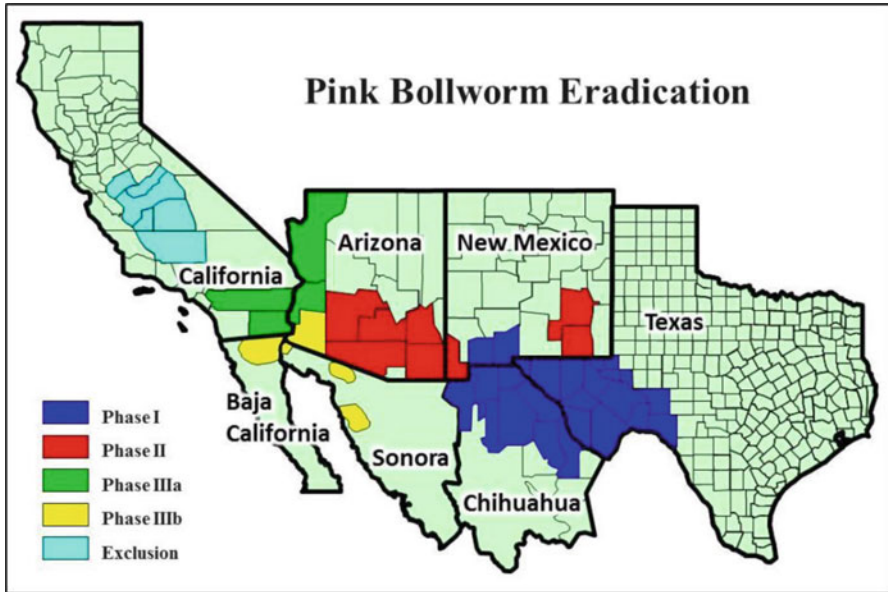 Pink Bollworm Eradication
Arizona
New Mexico
California
Texas
Baja
California
Sonora
Chihuahua
Phase I
Phase II
Phase IIIa
Phase IIIb
Exclusion